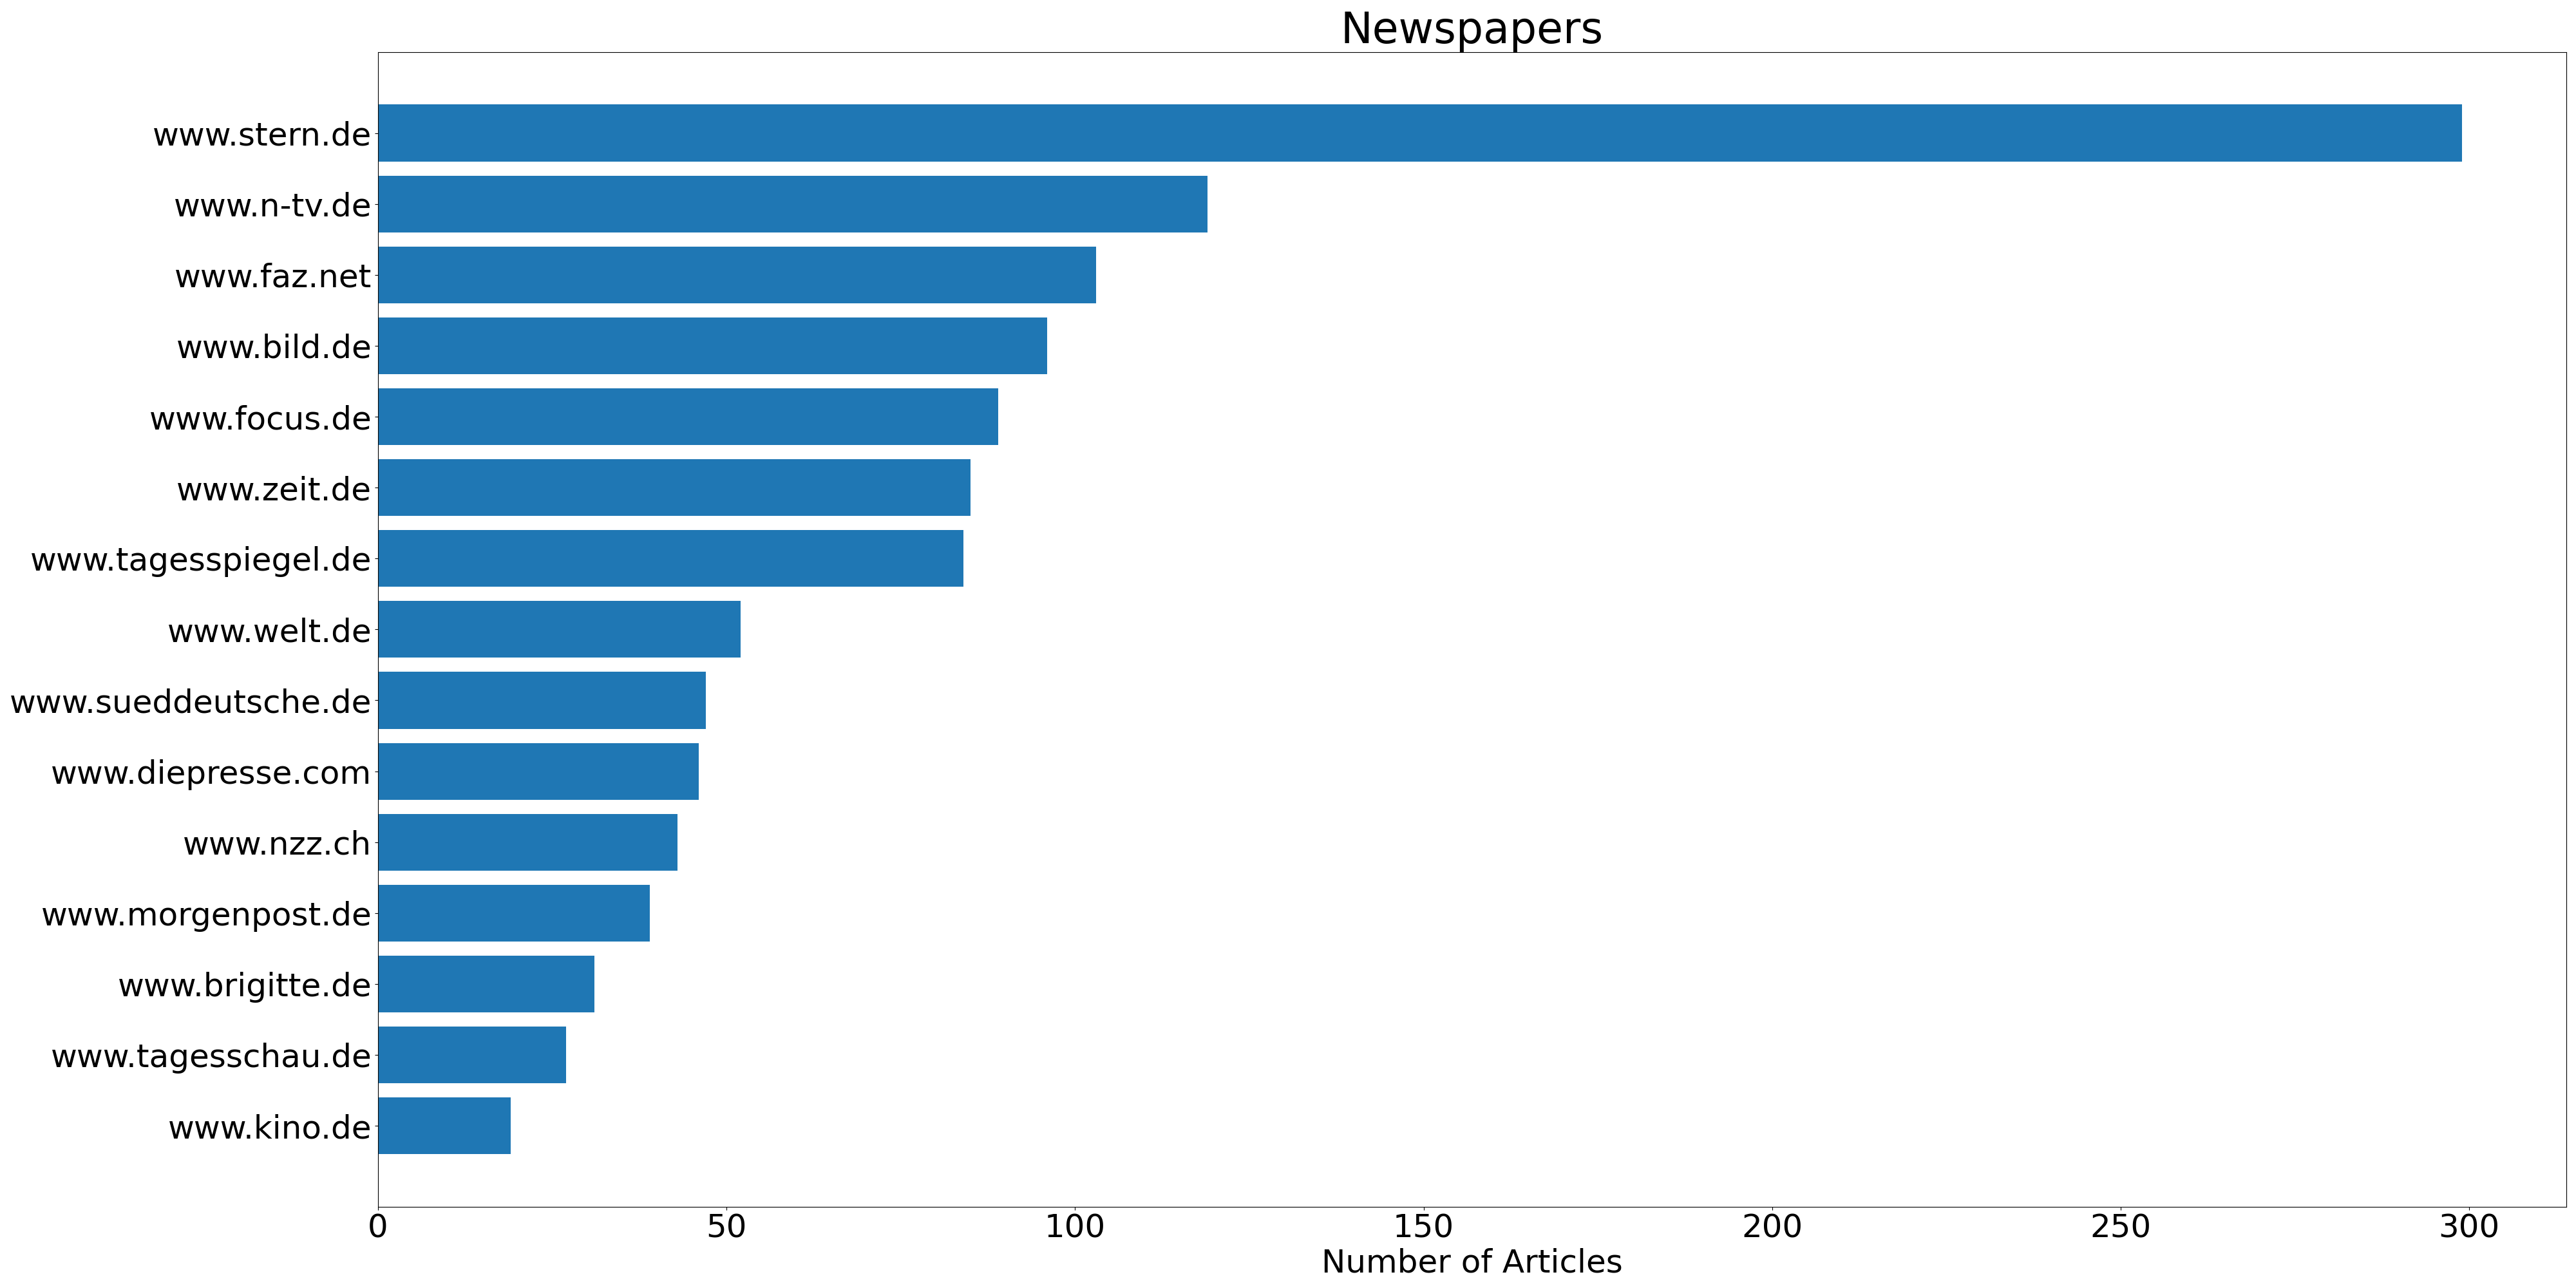 Newspapers
www.stern.de
www.n-tv.de
www.faz.net
www.bild.de
www.focus.de
www.zeit.de
www.tagesspiegel.de
www.welt.de
www.sueddeutsche.de
www.diepresse.com
www.nzz.ch
www.morgenpost.de
www.brigitte.de
www.tagesschau.de
www.kino.de
0 50 100 150 200 250 300
Number of Articles